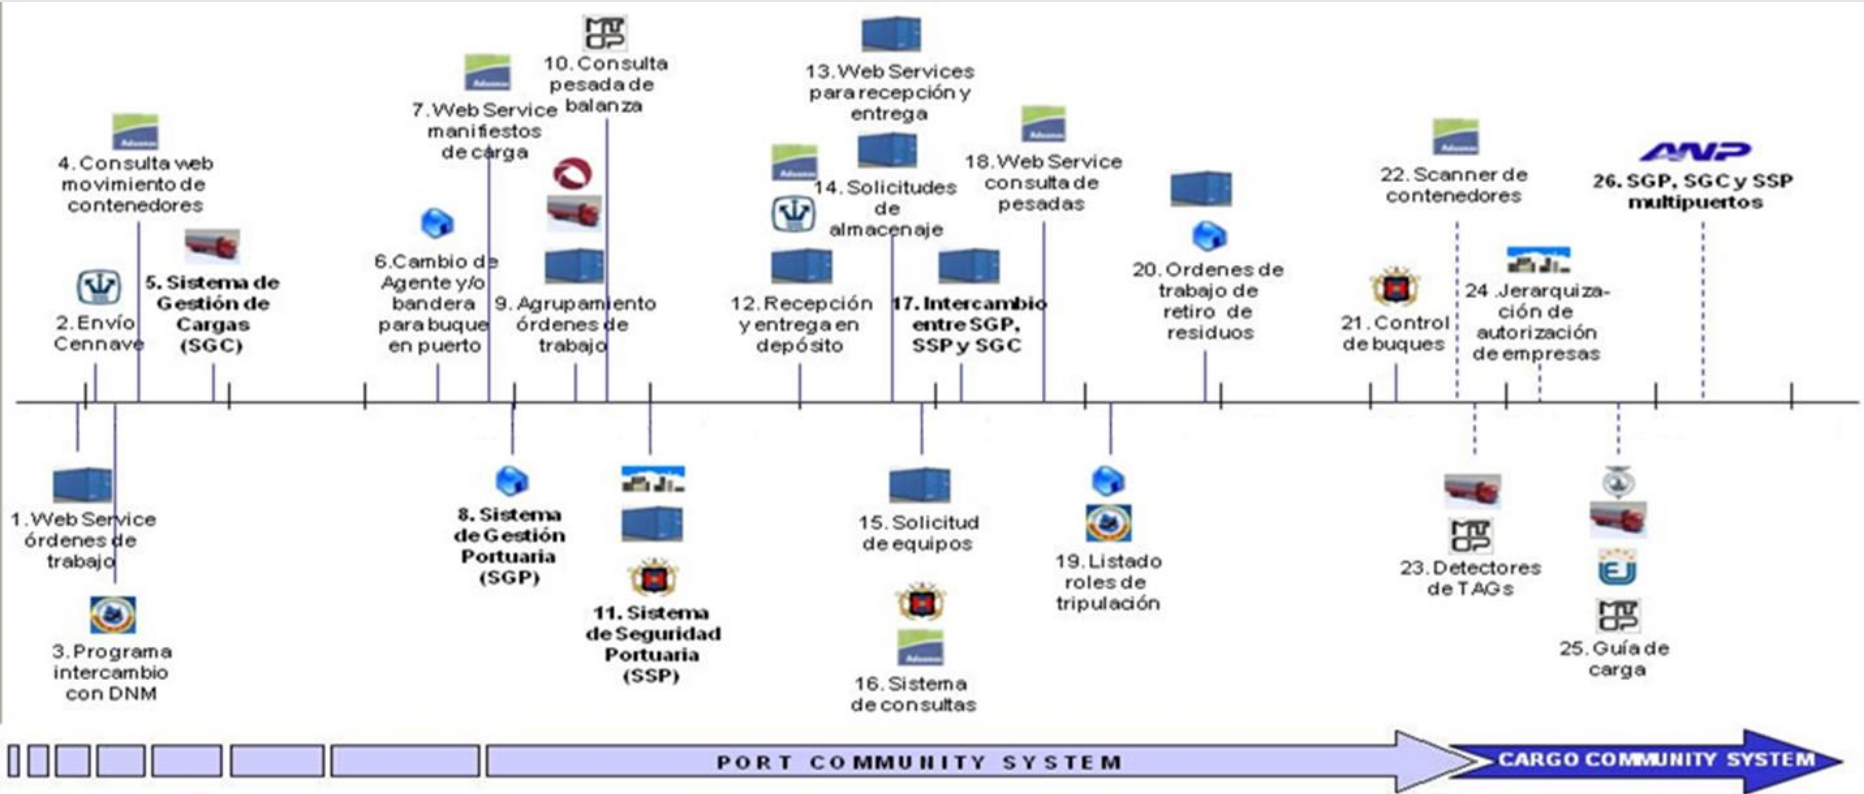 1. Web Service
órdenes de
trabajo
2. Envío
Cennave
3. Programa
intercambio
con DNM
4. Consulta web
movimiento de
contenedores
5. Sistema de
Gestión de
Cargas
(SGC)
6. Cambio de
Agente y/o
bandera
para buque
en puerto
7. Web Service
manifiestos
de carga
8. Sistema
de Gestión
Portuaria
(SGP)
9. Agrupamiento
órdenes de
trabajo
10. Consulta
pesada de
balanza
11. Sistema
de Seguridad
Portuaria
(SSP)
12. Recepción
y entrega en
depósito
13. Web Services
para recepción y
entrega
14. Solicitudes
de
almacenaje
15. Solicitud
de equipos
16. Sistema
de consultas
17. Intercambio
entre SGP,
SSP y SGC
18. Web Service
consulta de
pesadas
19. Listado
roles de
tripulación
20. Ordenes de
trabajo de
retiro de
residuos
21. Control
de buques
22. Scanner de
contenedores
23. Detectores
de TAGs
24 .Jerarquiza-
ción de
autorización
de empresas
25. Guía de
carga
ANP
26. SGP, SGC y SSP
multipuertos
PORT COMMUNITY SYSTEM
CARGO COMMUNITY SYSTEM